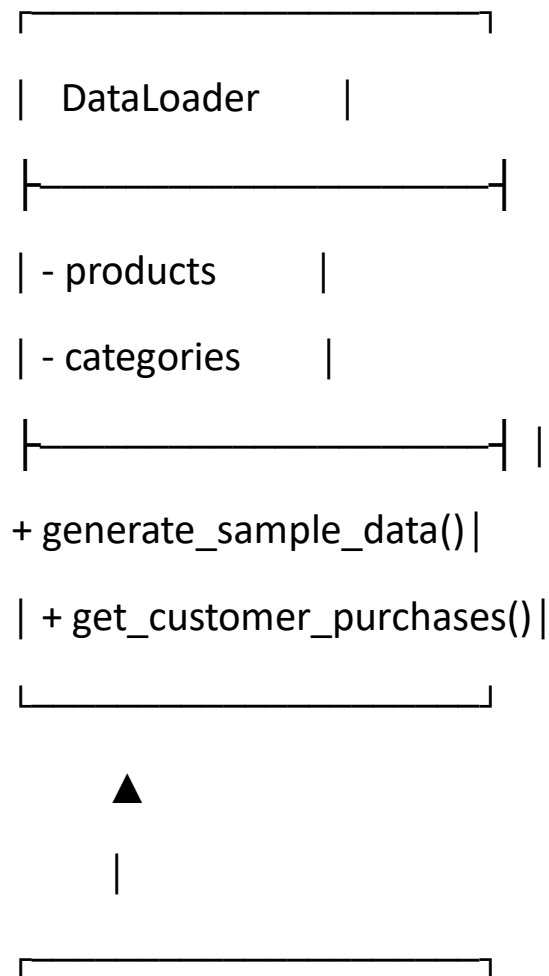 ┌─────────────────────┐
│ DataLoader │
├─────────────────────┤
│ - products │
│ - categories │
├─────────────────────┤ │
+ generate_sample_data()│
│ + get_customer_purchases()│
└─────────────────────┘
▲
│
┌─────────────────────┐